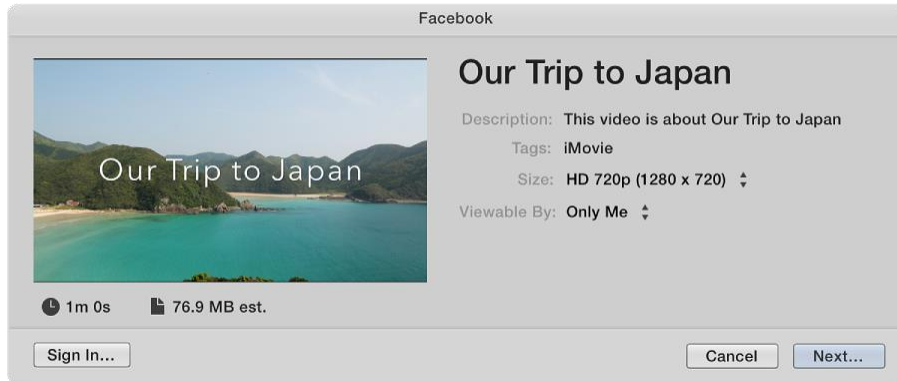 Facebook
Our Trip to Japan
Our Trip to Japan
Description: This video is about Our Trip to Japan
Tags: iMovie
Size: HD 720p (1280 x 720)
Viewable By: Only Me
1m 0s
76.9 MB est.
Sign In...
Cancel
Next...